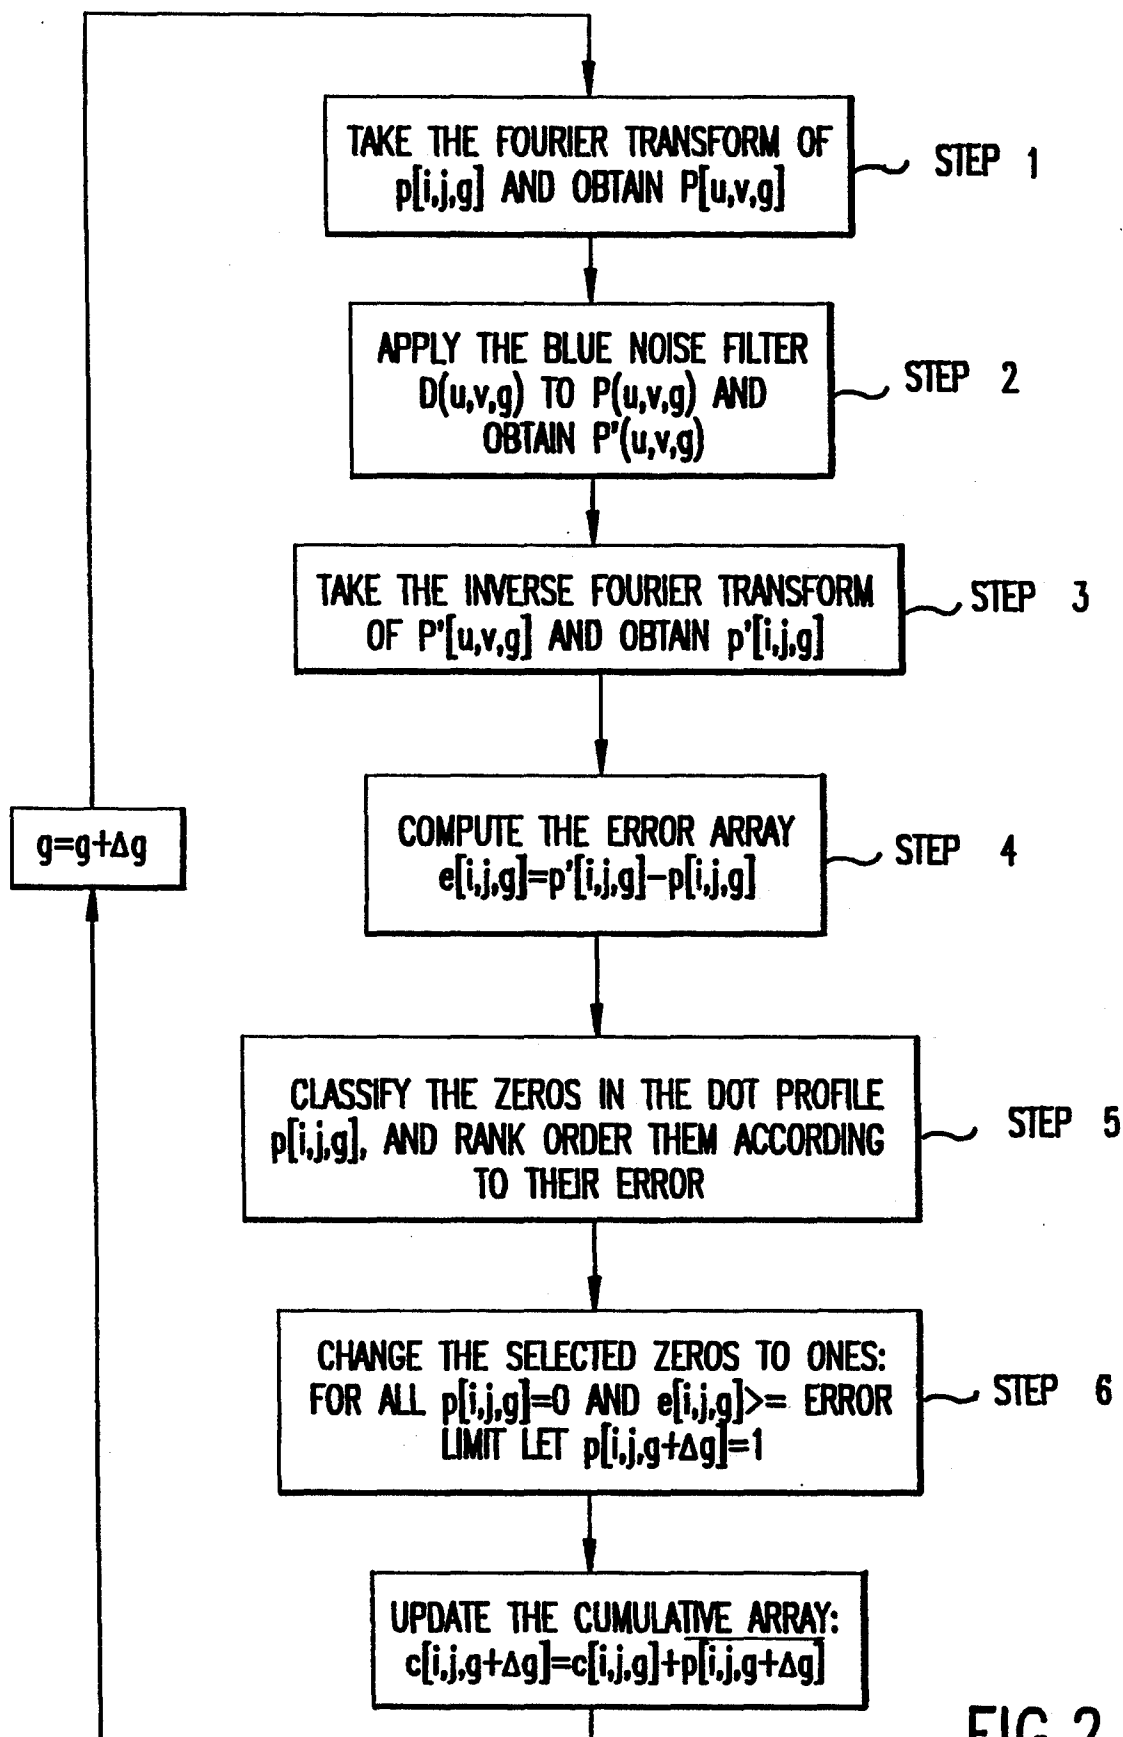 TAKE THE FOURIER TRANSFORM OF
p[i,j,g] AND OBTAIN P[u,v,g]
STEP 1
APPLY THE BLUE NOISE FILTER
D(u,v,g) TO P(u,v,g) AND
OBTAIN P'(u,v,g)
STEP 2
TAKE THE INVERSE FOURIER TRANSFORM
OF P'[u,v,g] AND OBTAIN p'[i,j,g]
STEP 3
g=g+Δg
COMPUTE THE ERROR ARRAY
e[i,j,g]=p'[i,j,g]-p[i,j,g]
STEP 4
CLASSIFY THE ZEROS IN THE DOT PROFILE
p[i,j,g], AND RANK ORDER THEM ACCORDING
TO THEIR ERROR
STEP 5
CHANGE THE SELECTED ZEROS TO ONES:
FOR ALL p[i,j,g]=0 AND e[i,j,g]>= ERROR
LIMIT LET p[i,j,g+Δg]=1
STEP 6
UPDATE THE CUMULATIVE ARRAY:
c[i,j,g+Δg]=c[i,j,g]+p̅[̅i̅,̅j̅,̅g̅+̅Δ̅g̅]̅
FIG.2